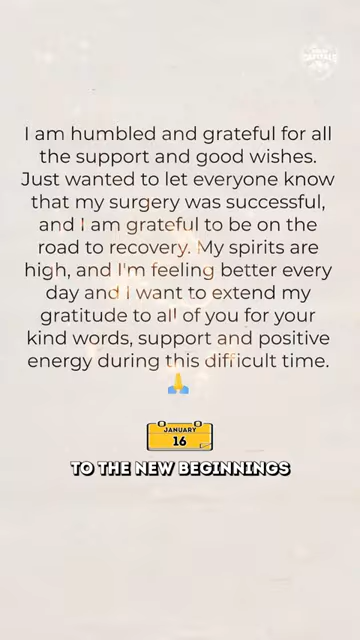 DELHI
CAPITALS
I am humbled and grateful for all
the support and good wishes.
Just wanted to let everyone know
that my surgery was successful,
and I am grateful to be on the
road to recovery. My spirits are
high, and I'm feeling better every
day and I want to extend my
gratitude to all of you for your
kind words, support and positive
energy during this difficult time.
🙏
JANUARY
16
TO THE NEW BEGINNINGS